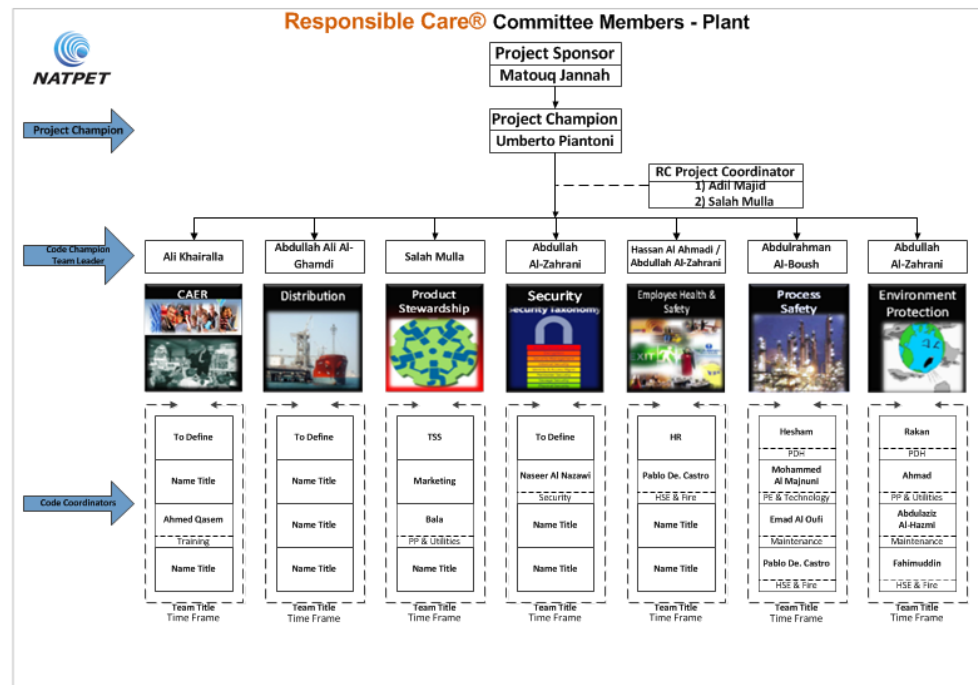 Responsible Care® Committee Members - Plant
NATPET
Project Sponsor
Matouq Jannah
Project Champion
Project Champion
Umberto Piantoni
RC Project Coordinator
1) Adil Majid
2) Salah Mulla
Code Champion
Team Leader
Ali Khairalla
Abdullah Ali Al-
Ghamdi
Salah Mulla
Abdullah
Al-Zahrani
Hassan Al Ahmadi /
Abdullah Al-Zahrani
Abdulrahman
Al-Boush
Abdullah
Al-Zahrani
CAER
Distribution
Product
Stewardship
Security
Security Taxonomy
Employee Health &
Safety
EXIT
Process
Safety
Environment
Protection
Code Coordinators
To Define
Name Title
Ahmed Qasem
Training
Name Title
Team Title
Time Frame
To Define
Name Title
Name Title
Name Title
Team Title
Time Frame
TSS
Marketing
Bala
PP & Utilities
Name Title
Team Title
Time Frame
To Define
Naseer Al Nazawi
Security
Name Title
Name Title
Team Title
Time Frame
HR
Pablo De. Castro
HSE & Fire
Name Title
Name Title
Team Title
Time Frame
Hesham
PDH
Mohammed
Al Majnuni
PE & Technology
Emad Al Oufi
Maintenance
Pablo De. Castro
HSE & Fire
Team Title
Time Frame
Rakan
PDH
Ahmad
PP & Utilities
Abdulaziz
Al-Hazmi
Maintenance
Fahimuddin
HSE & Fire
Team Title
Time Frame